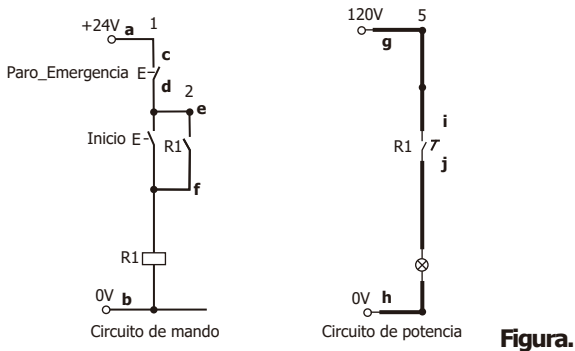 +24V a 1
c
Paro_Emergencia E
d
2
e
Inicio E
R1
f
R1
0V b
Circuito de mando
120V 5
g
i
R1
j
0V h
Circuito de potencia
Figura.